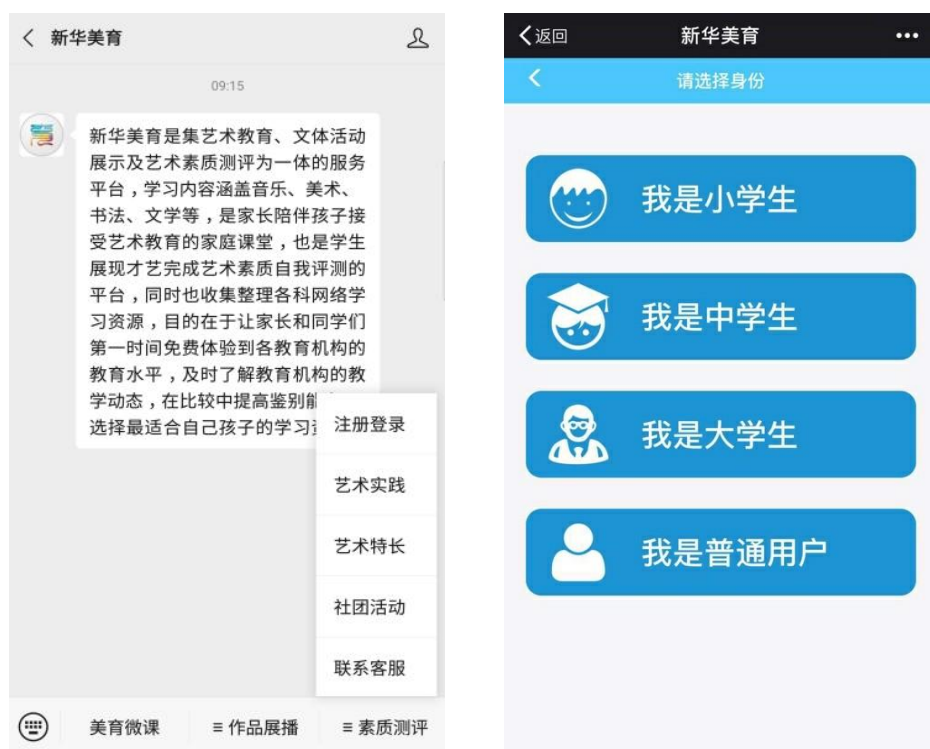 新华美育
09:15
新华美育是集艺术教育、文体活动
展示及艺术素质测评为一体的服务
平台，学习内容涵盖音乐、美术、
书法、文学等，是家长陪伴孩子接
受艺术教育的家庭课堂，也是学生
展现才艺完成艺术素质自我评测的
平台，同时也收集整理各科网络学
习资源，目的在于让家长和同学们
第一时间免费体验到各教育机构的
教育水平，及时了解教育机构的教
学动态，在比较中提高鉴别能
选择最适合自己孩子的学习
注册登录
艺术实践
艺术特长
社团活动
联系客服
美育微课
≡ 作品展播
≡ 素质测评
返回
新华美育
请选择身份
我是小学生
我是中学生
我是大学生
我是普通用户